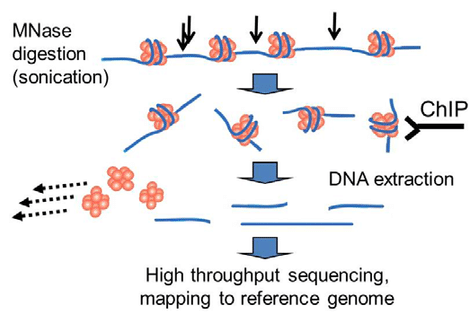 MNase
digestion
(sonication)
ChIP
DNA extraction
High throughput sequencing,
mapping to reference genome